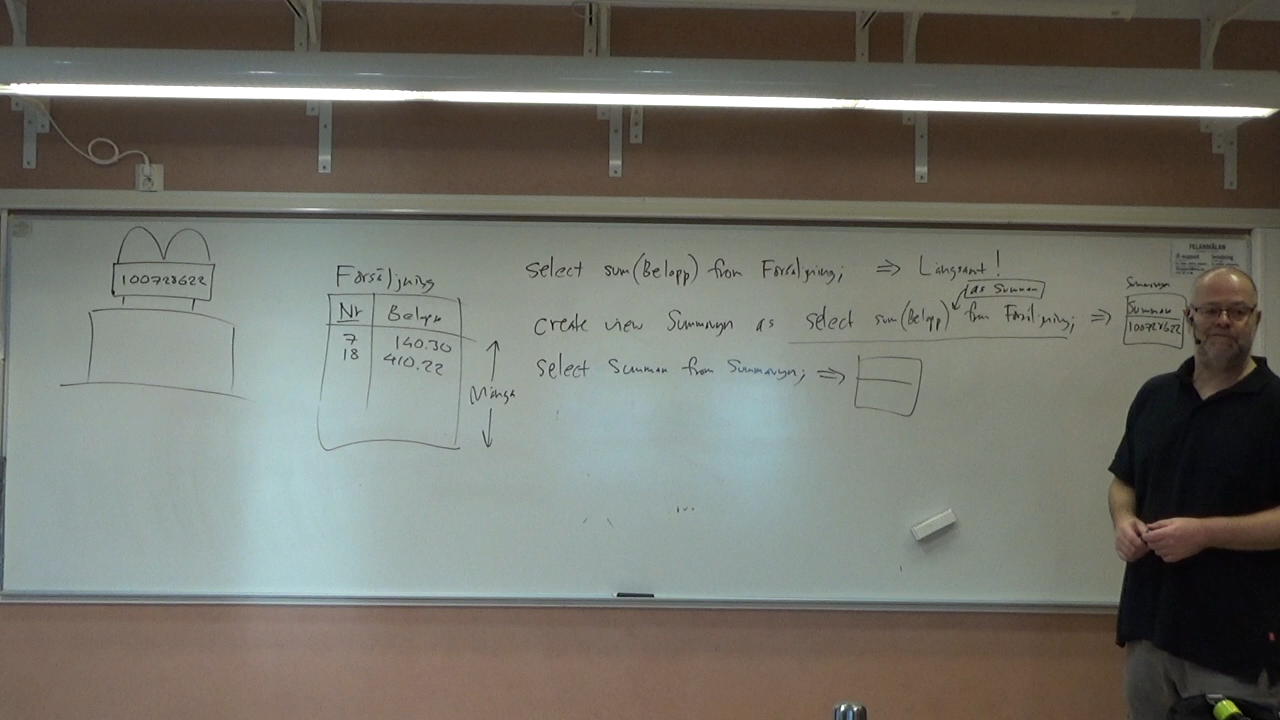 100728622
Försäljning
Nr Belopp
7 140.30
18 410.22
Många
select sum(Belopp) from Försäljning; ⇒ Långsamt!
as Summan
create view Summavyn as select sum(Belopp) from Försäljning; ⇒
select Summan from Summavyn; ⇒
Summavyn
Summan
100728622
FELANMÄLAN